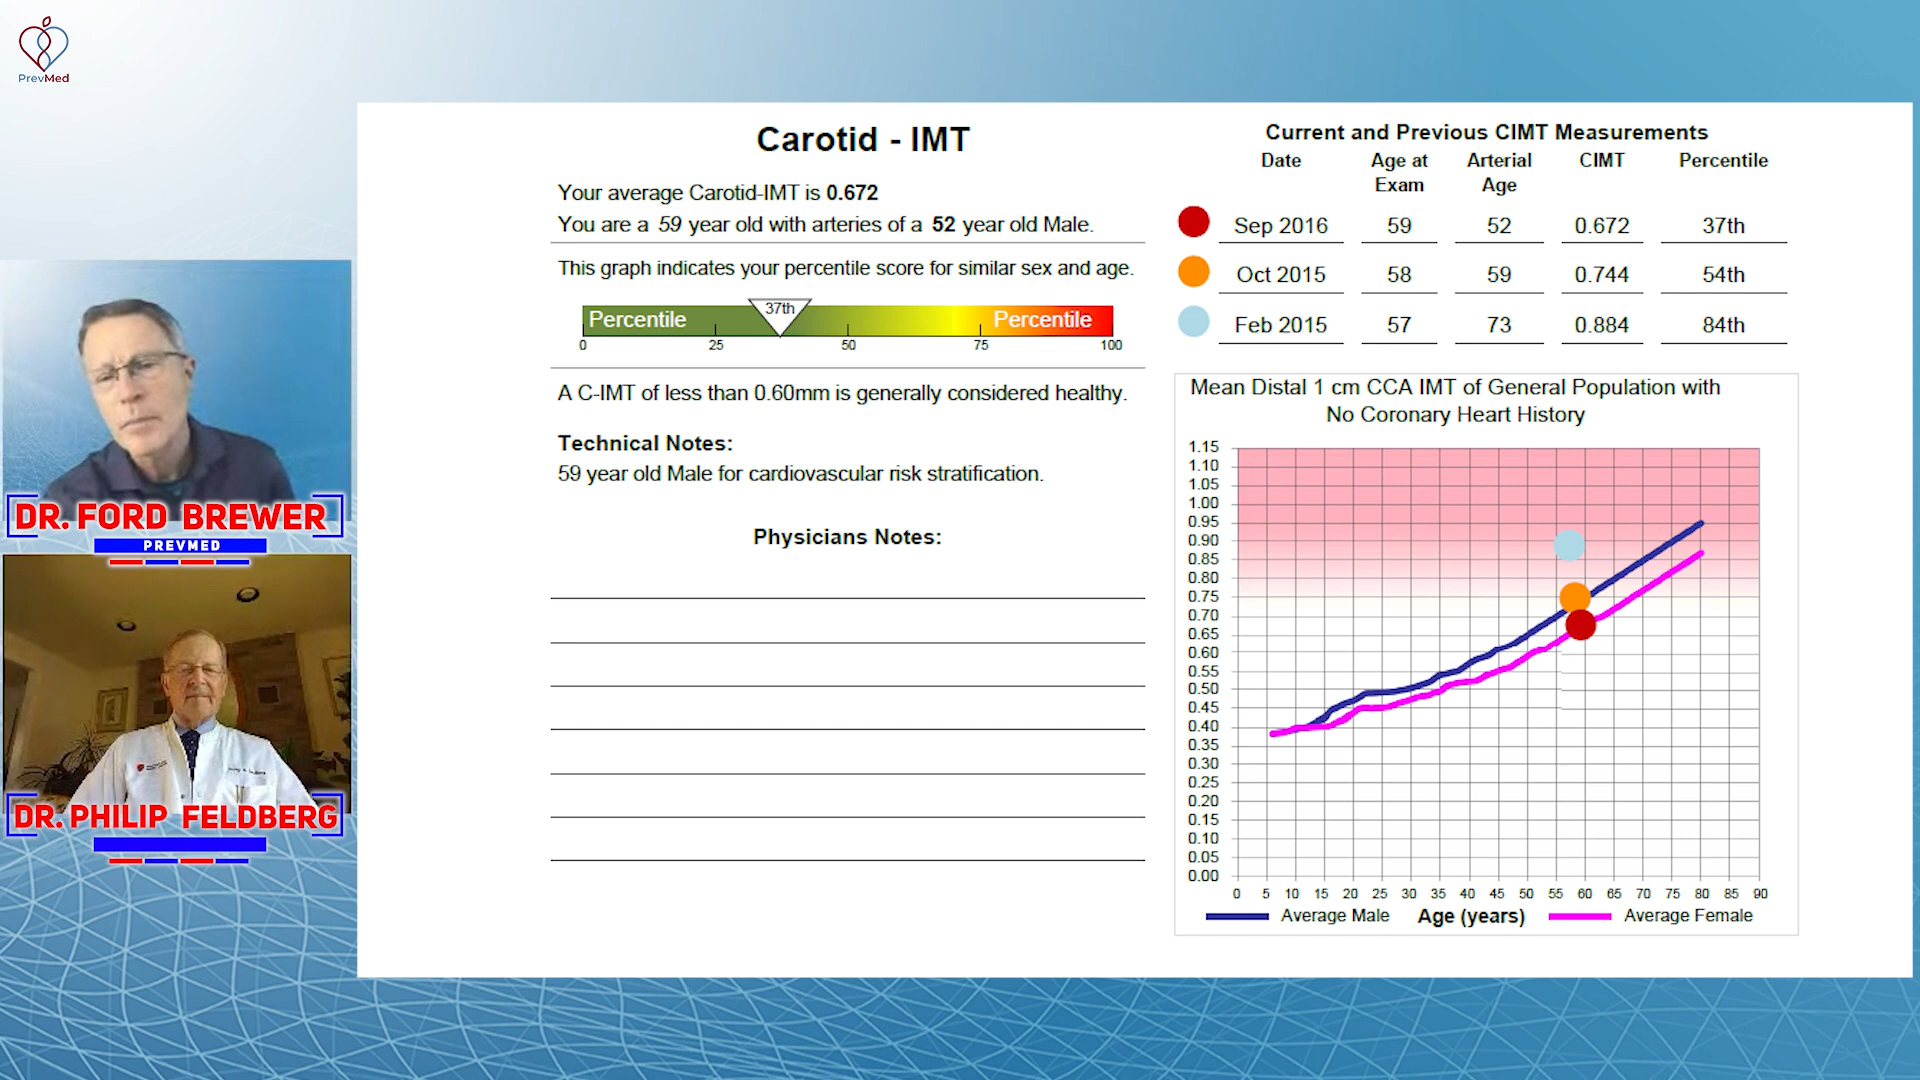 PrevMed
Carotid - IMT
Your average Carotid-IMT is 0.672
You are a 59 year old with arteries of a 52 year old Male.
This graph indicates your percentile score for similar sex and age.
37th
Percentile
Percentile
0 25 50 75 100
A C-IMT of less than 0.60mm is generally considered healthy.
Technical Notes:
59 year old Male for cardiovascular risk stratification.
Physicians Notes:
Current and Previous CIMT Measurements
Date Age at Exam Arterial Age CIMT Percentile
Sep 2016 59 52 0.672 37th
Oct 2015 58 59 0.744 54th
Feb 2015 57 73 0.884 84th
Mean Distal 1 cm CCA IMT of General Population with
No Coronary Heart History
1.15
1.10
1.05
1.00
0.95
0.90
0.85
0.80
0.75
0.70
0.65
0.60
0.55
0.50
0.45
0.40
0.35
0.30
0.25
0.20
0.15
0.10
0.05
0.00
0 5 10 15 20 25 30 35 40 45 50 55 60 65 70 75 80 85 90
Average Male Age (years) Average Female
DR. FORD BREWER
PREVMED
DR. PHILIP FELDBERG